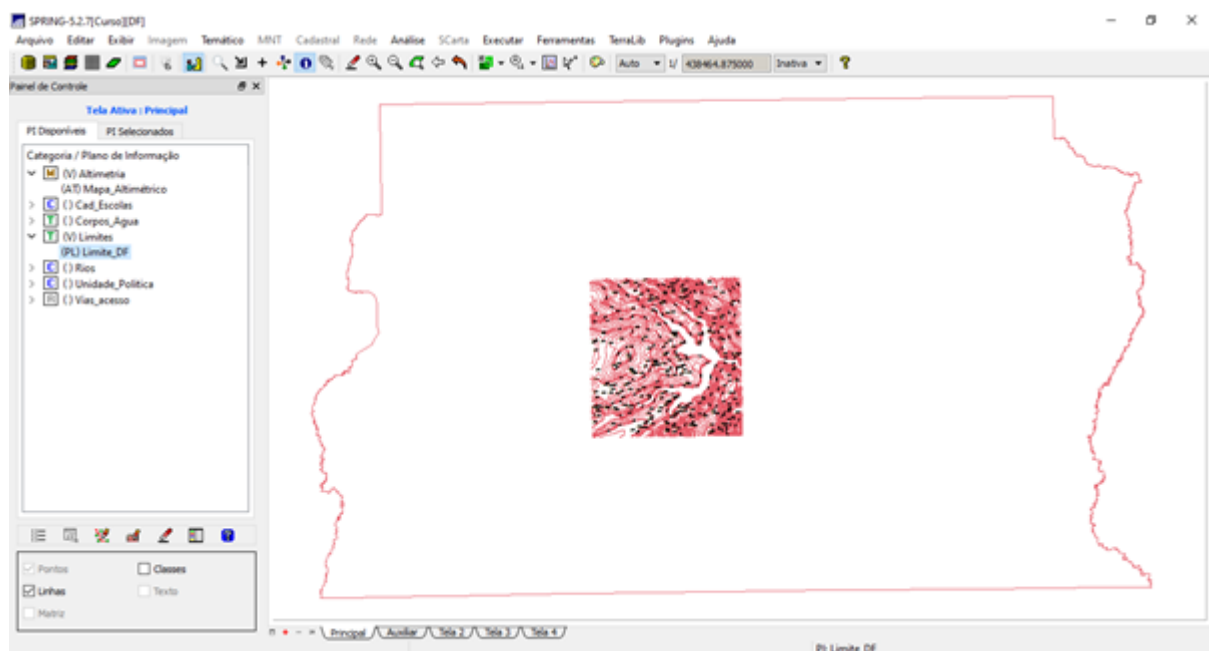 SPRING-5.2.7[Curso][DF]
Arquivo Editar Exibir Imagem Temático MNT Cadastral Rede Análise SCarta Executar Ferramentas TerraLib Plugins Ajuda
Auto 1/ 438464.875000 Inativa
Painel de Controle
Tela Ativa : Principal
PI Disponíveis PI Selecionados
Categoria / Plano de Informação
M (V) Altimetria
(AT) Mapa_Altimétrico
C ( ) Cad_Escolas
T ( ) Corpos_Agua
T (V) Limites
(PL) Limite_DF
C ( ) Rios
C ( ) Unidade_Politica
R ( ) Vias_acesso
Pontos Classes
Linhas Texto
Matriz
Principal Auxiliar Tela 2 Tela 3 Tela 4
PI: Limite_DF